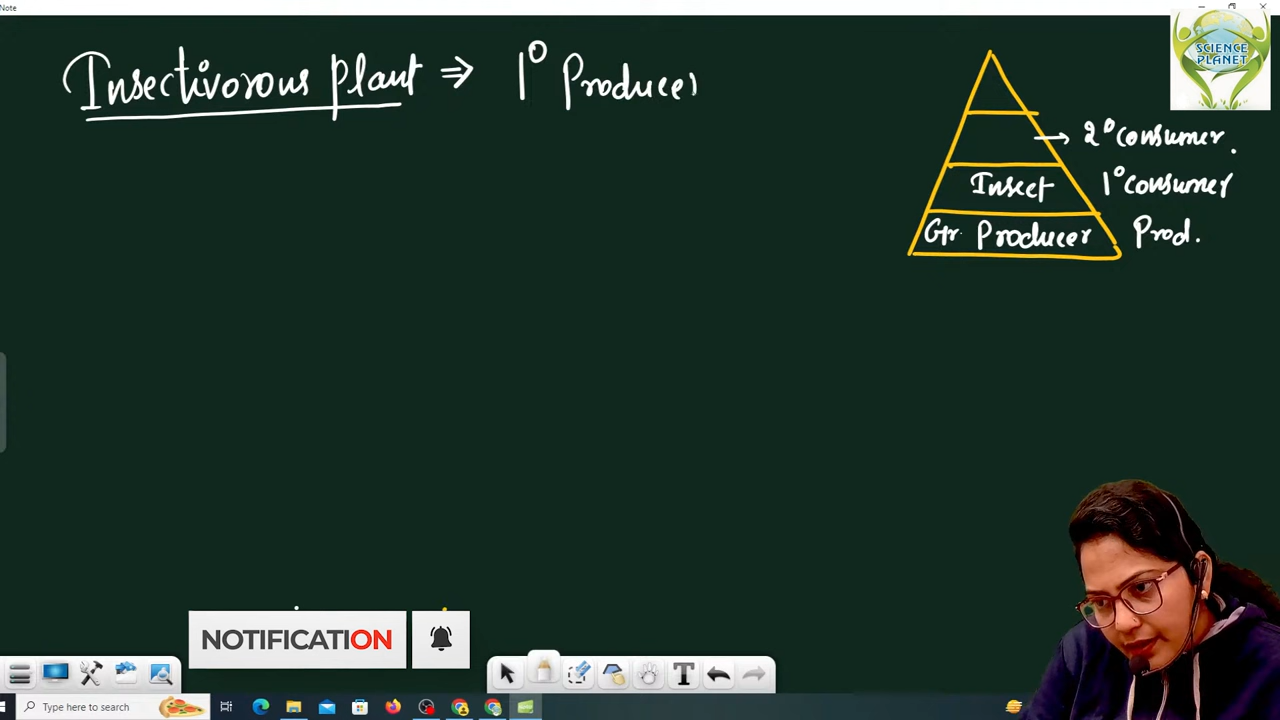 Note
Insectivorous plant ⇒ 1° Producer
SCIENCE
PLANET
→ 2° Consumer.
Insect 1° Consumer
Gr. Producer Prod.
NOTIFICATION
T
Type here to search